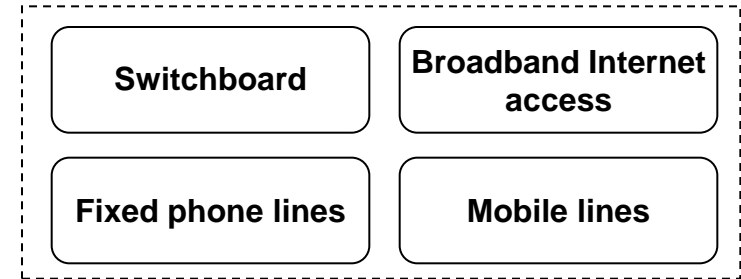 Switchboard
Broadband Internet
access
Fixed phone lines
Mobile lines